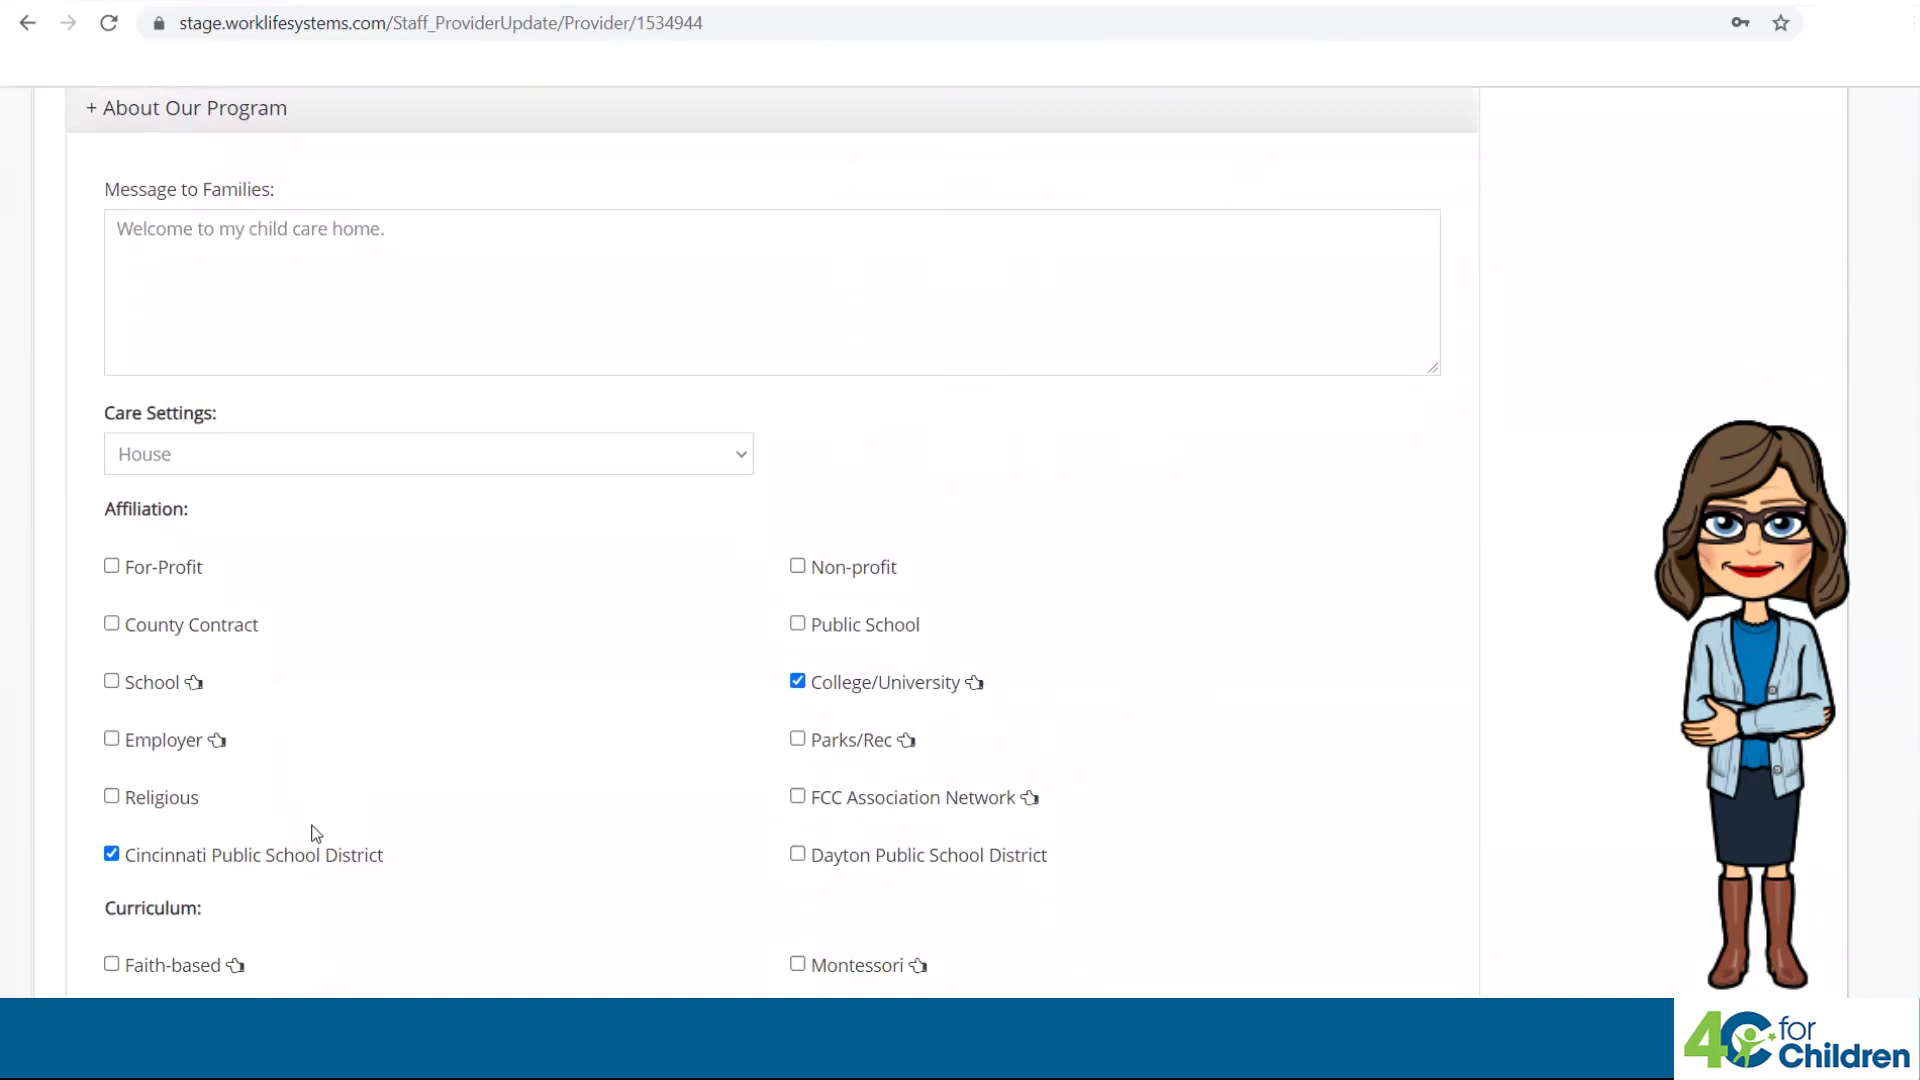 stage.worklifesystems.com/Staff_ProviderUpdate/Provider/1534944
+ About Our Program
Message to Families:
Welcome to my child care home.
Care Settings:
House
Affiliation:
For-Profit
Non-profit
County Contract
Public School
School
College/University
Employer
Parks/Rec
Religious
FCC Association Network
Cincinnati Public School District
Dayton Public School District
Curriculum:
Faith-based
Montessori
4C for
Children